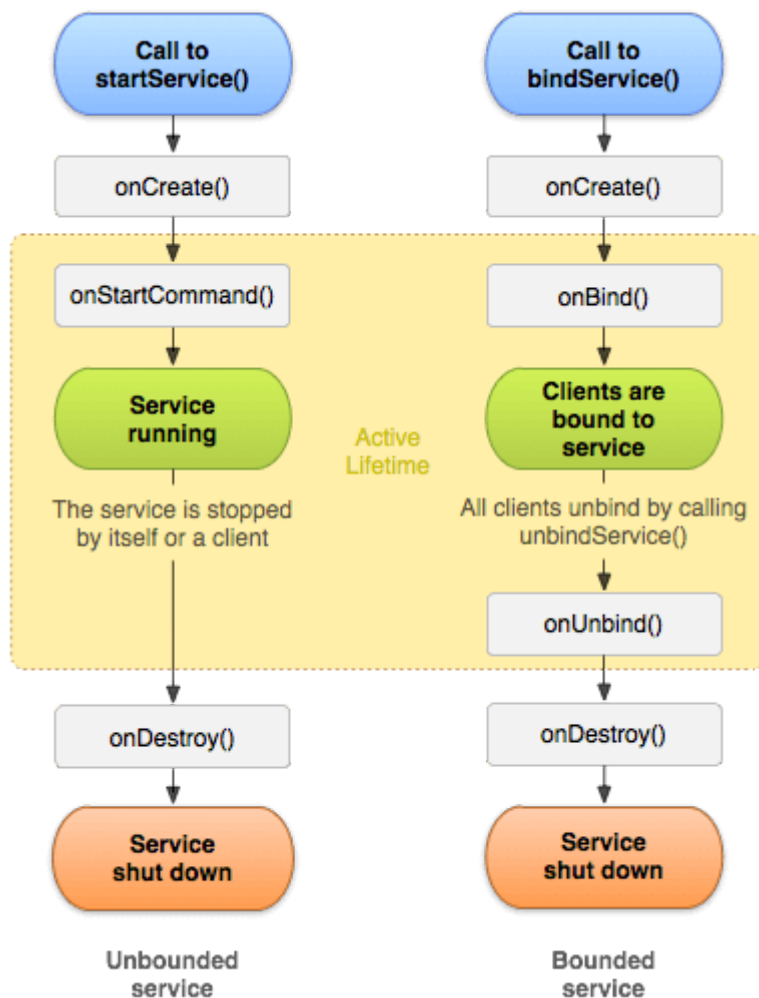 Call to
startService()
onCreate()
onStartCommand()
Service
running
The service is stopped
by itself or a client
onDestroy()
Service
shut down
Unbounded
service
Active
Lifetime
Call to
bindService()
onCreate()
onBind()
Clients are
bound to
service
All clients unbind by calling
unbindService()
onUnbind()
onDestroy()
Service
shut down
Bounded
service